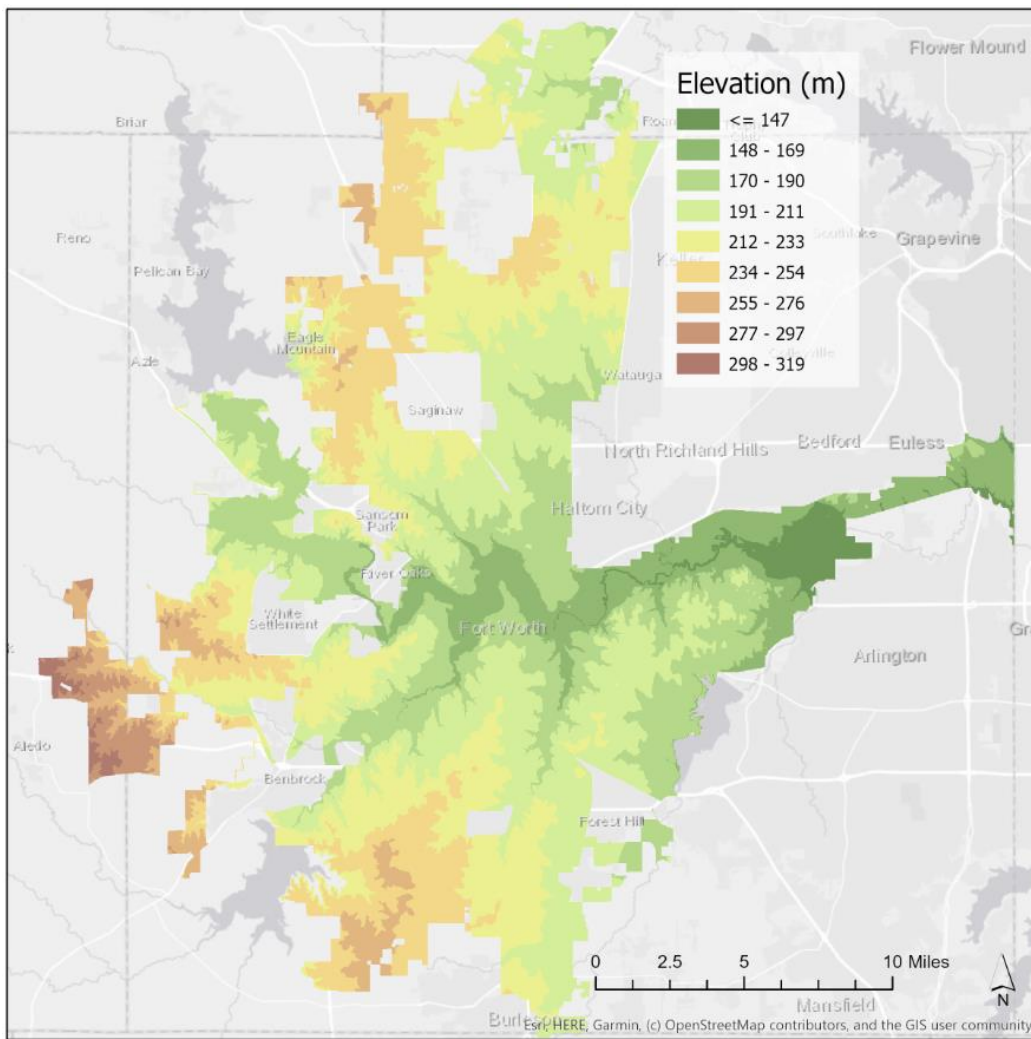 Flower Mound
Elevation (m)
<= 147
148 - 169
170 - 190
191 - 211
212 - 233
234 - 254
255 - 276
277 - 297
298 - 319
Briar
Reno
Pelican Bay
Southlake
Grapevine
Keller
Eagle
Mountain
Azle
Watauga
Saginaw
North Richland Hills
Bedford
Euless
Haltom City
Sansom
Park
River Oaks
White
Settlement
Fort Worth
Arlington
Aledo
Benbrook
Forest Hill
0
2.5
5
10 Miles
N
Mansfield
Burleson
Esri, HERE, Garmin, (c) OpenStreetMap contributors, and the GIS user community